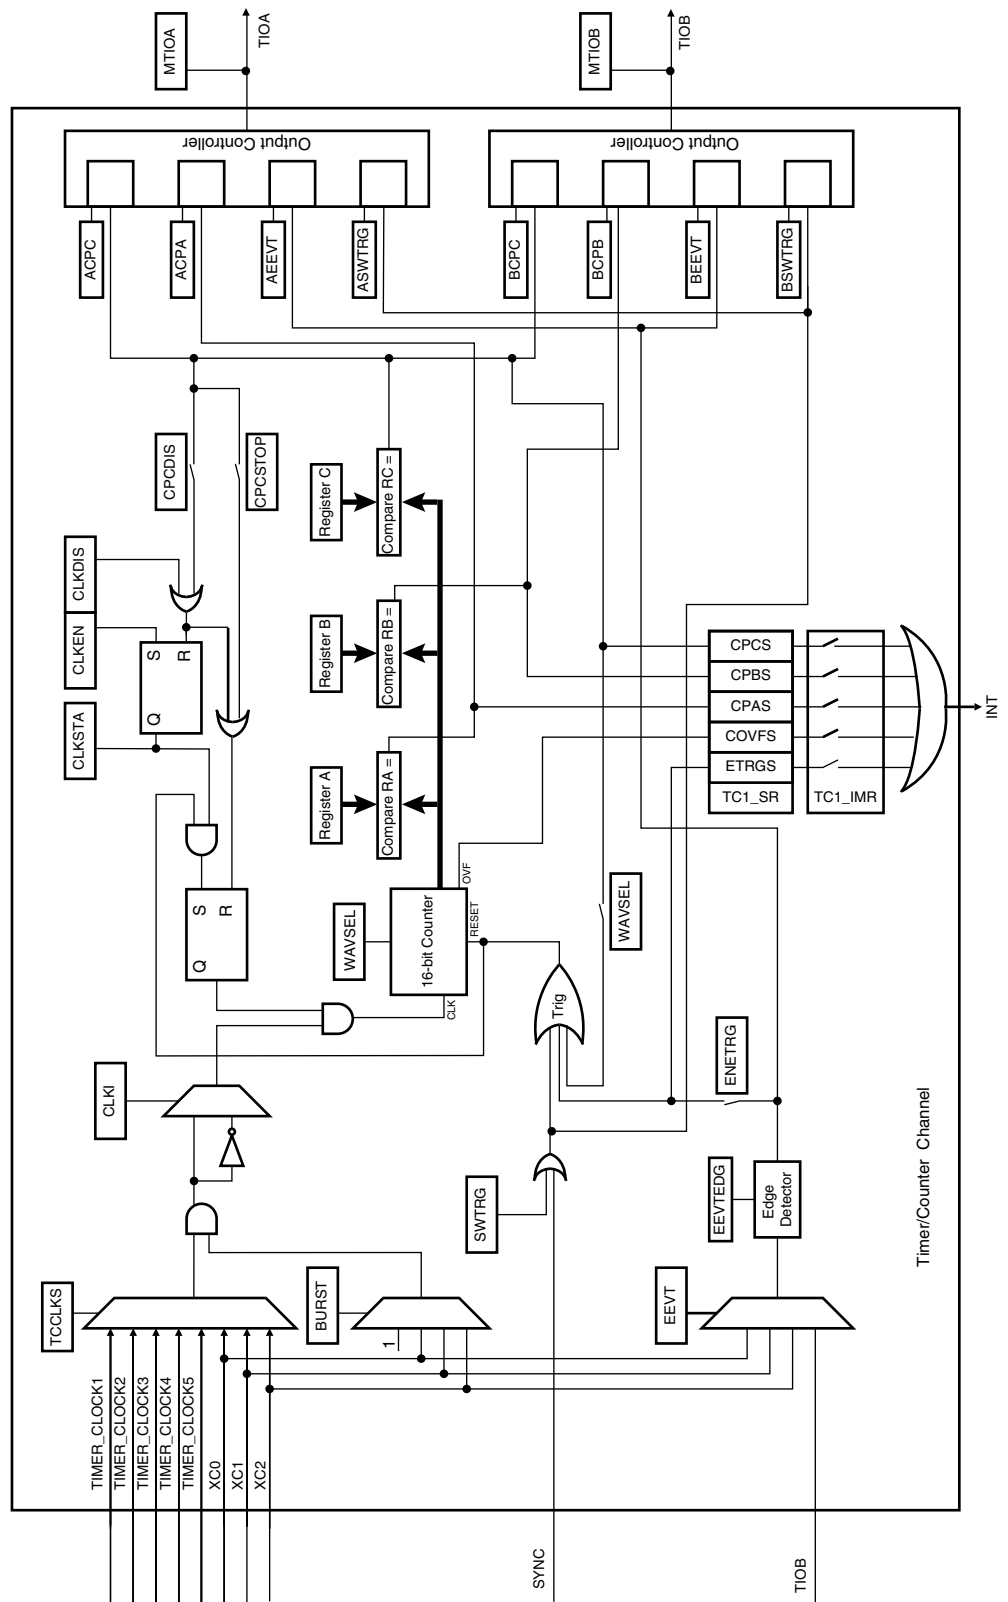 TCCLKS
TIMER_CLOCK1
TIMER_CLOCK2
TIMER_CLOCK3
TIMER_CLOCK4
TIMER_CLOCK5
XC0
XC1
XC2
CLKI
CLKSTA
CLKEN
CLKDIS
Q
S
R
CPCDIS
CPCSTOP
Q
S
R
ACPC
ACPA
AEEVT
ASWTRG
Output Controller
MTIOA
TIOA
BURST
1
WAVSEL
Register A
Register B
Register C
Compare RA =
Compare RB =
Compare RC =
16-bit Counter
CLK
RESET
OVF
SWTRG
SYNC
Trig
WAVSEL
BCPC
BCPB
BEEVT
BSWTRG
Output Controller
MTIOB
TIOB
EEVT
EEVTEDG
Edge
Detector
ENETRG
TIOB
CPCS
CPBS
CPAS
COVFS
ETRGS
TC1_SR
TC1_IMR
INT
Timer/Counter Channel